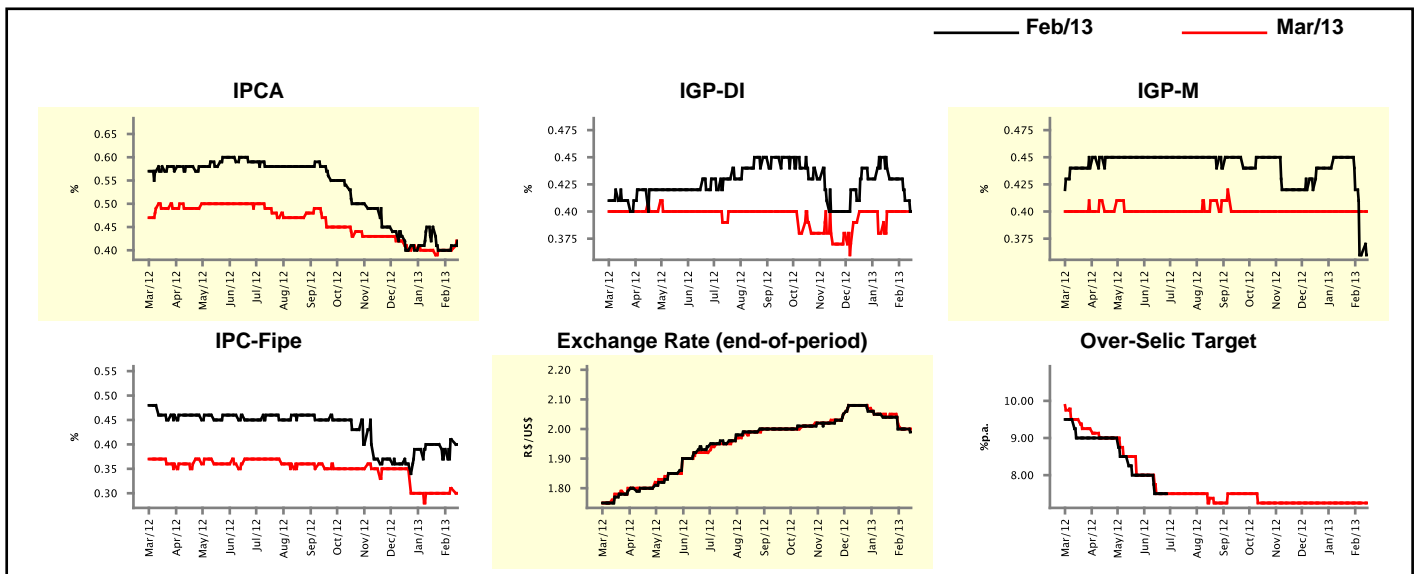 Feb/13 Mar/13
IPCA
0.65
0.60
0.55
0.50
0.45
0.40
%
Mar/12 Apr/12 May/12 Jun/12 Jul/12 Aug/12 Sep/12 Oct/12 Nov/12 Dec/12 Jan/13 Feb/13
IGP-DI
0.475
0.45
0.425
0.40
0.375
%
Mar/12 Apr/12 May/12 Jun/12 Jul/12 Aug/12 Sep/12 Oct/12 Nov/12 Dec/12 Jan/13 Feb/13
IGP-M
0.475
0.45
0.425
0.40
0.375
%
Mar/12 Apr/12 May/12 Jun/12 Jul/12 Aug/12 Sep/12 Oct/12 Nov/12 Dec/12 Jan/13 Feb/13
IPC-Fipe
0.55
0.50
0.45
0.40
0.35
0.30
%
Mar/12 Apr/12 May/12 Jun/12 Jul/12 Aug/12 Sep/12 Oct/12 Nov/12 Dec/12 Jan/13 Feb/13
Exchange Rate (end-of-period)
2.20
2.10
2.00
1.90
1.80
R$/US$
Mar/12 Apr/12 May/12 Jun/12 Jul/12 Aug/12 Sep/12 Oct/12 Nov/12 Dec/12 Jan/13 Feb/13
Over-Selic Target
10.00
9.00
8.00
%p.a.
Mar/12 Apr/12 May/12 Jun/12 Jul/12 Aug/12 Sep/12 Oct/12 Nov/12 Dec/12 Jan/13 Feb/13